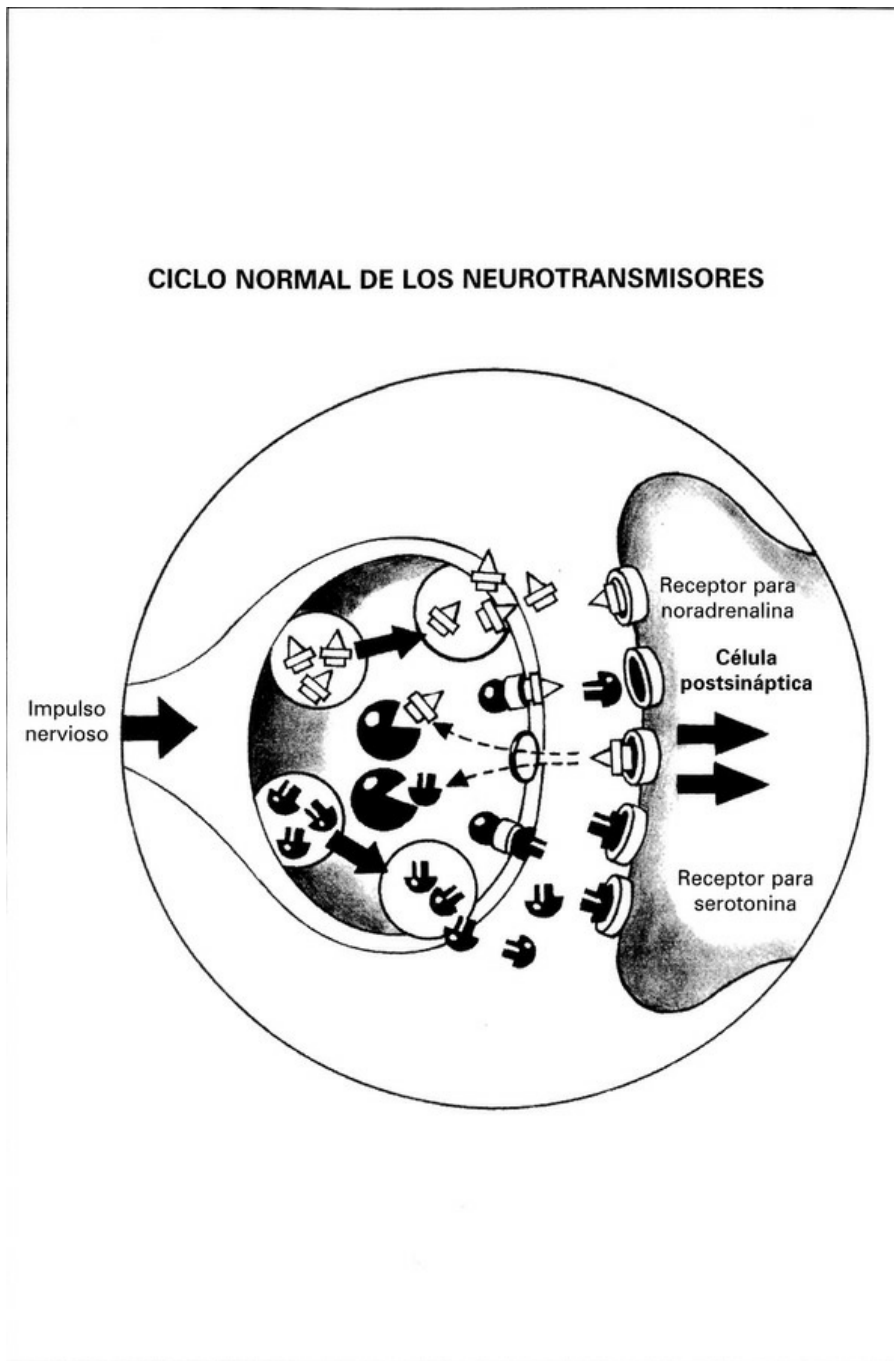 CICLO NORMAL DE LOS NEUROTRANSMISORES
Receptor para
noradrenalina
Célula
postsináptica
Impulso
nervioso
Receptor para
serotonina